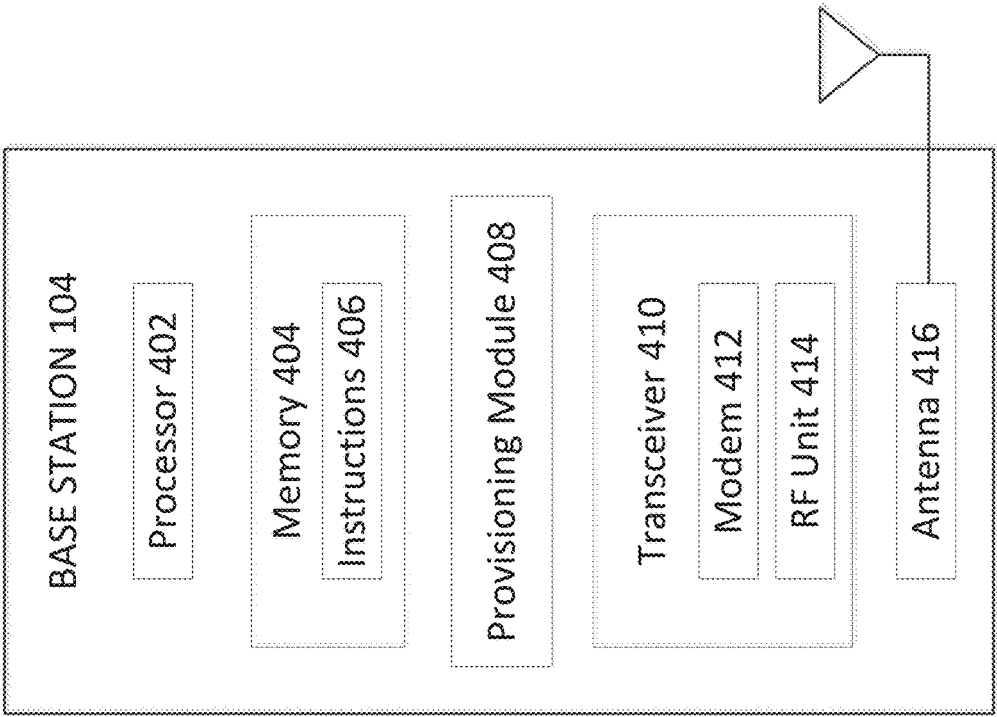 BASE STATION 104
Processor 402
Memory 404
Instructions 406
Provisioning Module 408
Transceiver 410
Modem 412
RF Unit 414
Antenna 416